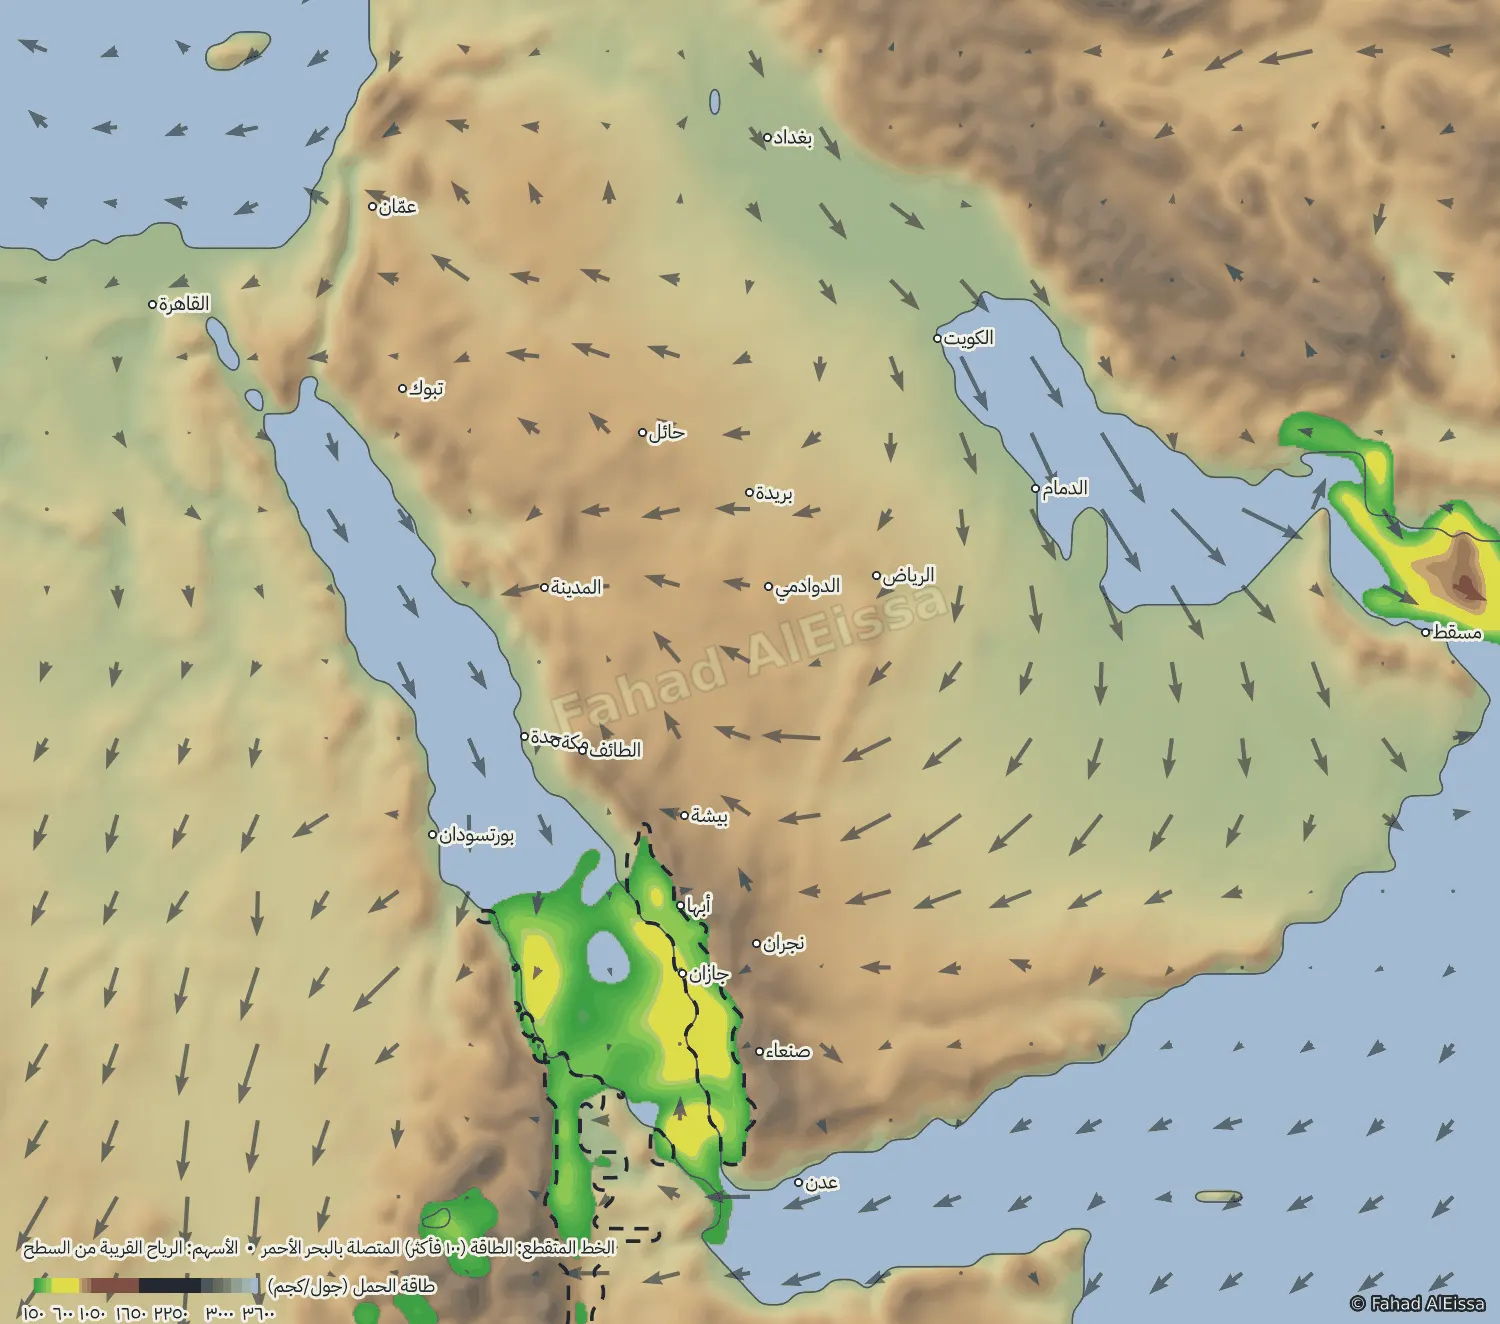 بغداد
عمّان
القاهرة
الكويت
تبوك
حائل
الدمام
بريدة
الرياض
الدوادمي
المدينة
مسقط
Fahad AlEissa
جدة
مكة
الطائف
بيشة
بورتسودان
أبها
نجران
جازان
صنعاء
عدن
الخط المتقطع: الطاقة (١٠٠ فأكثر) المتصلة بالبحر الأحمر • الأسهم: الرياح القريبة من السطح
طاقة الحمل (جول/كجم)
١٥٠ ٦٠٠ ١٠٥٠ ١٦٥٠ ٢٢٥٠ ٣٠٠٠ ٣٦٠٠
© Fahad AlEissa